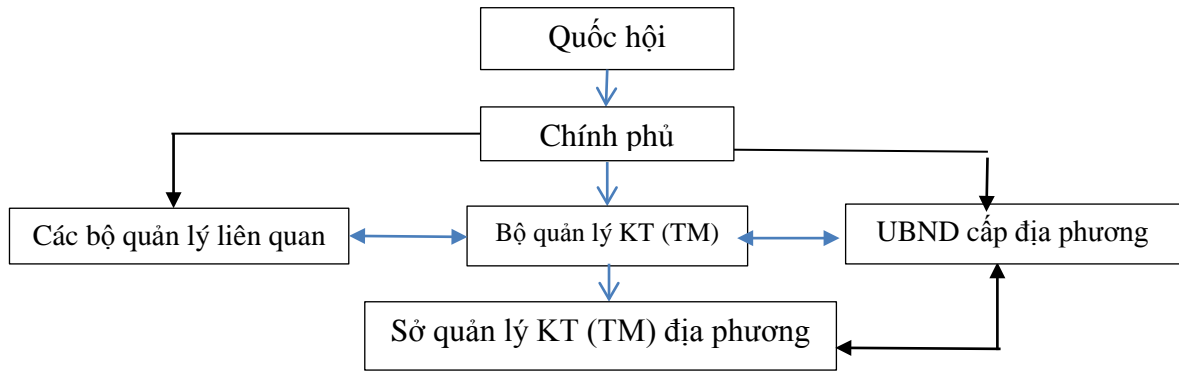 Quốc hội
Chính phủ
Các bộ quản lý liên quan
Bộ quản lý KT (TM)
UBND cấp địa phương
Sở quản lý KT (TM) địa phương